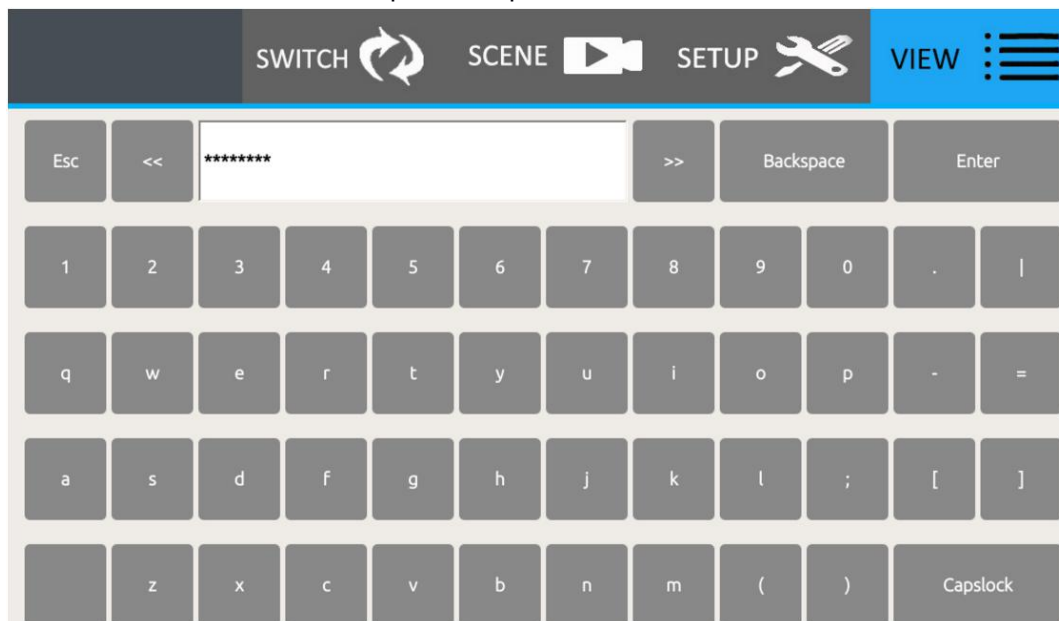 SWITCH SCENE SETUP VIEW
Esc << ******** >> Backspace Enter
1 2 3 4 5 6 7 8 9 0 . |
q w e r t y u i o p - =
a s d f g h j k l ; [ ]
z x c v b n m ( ) Capslock